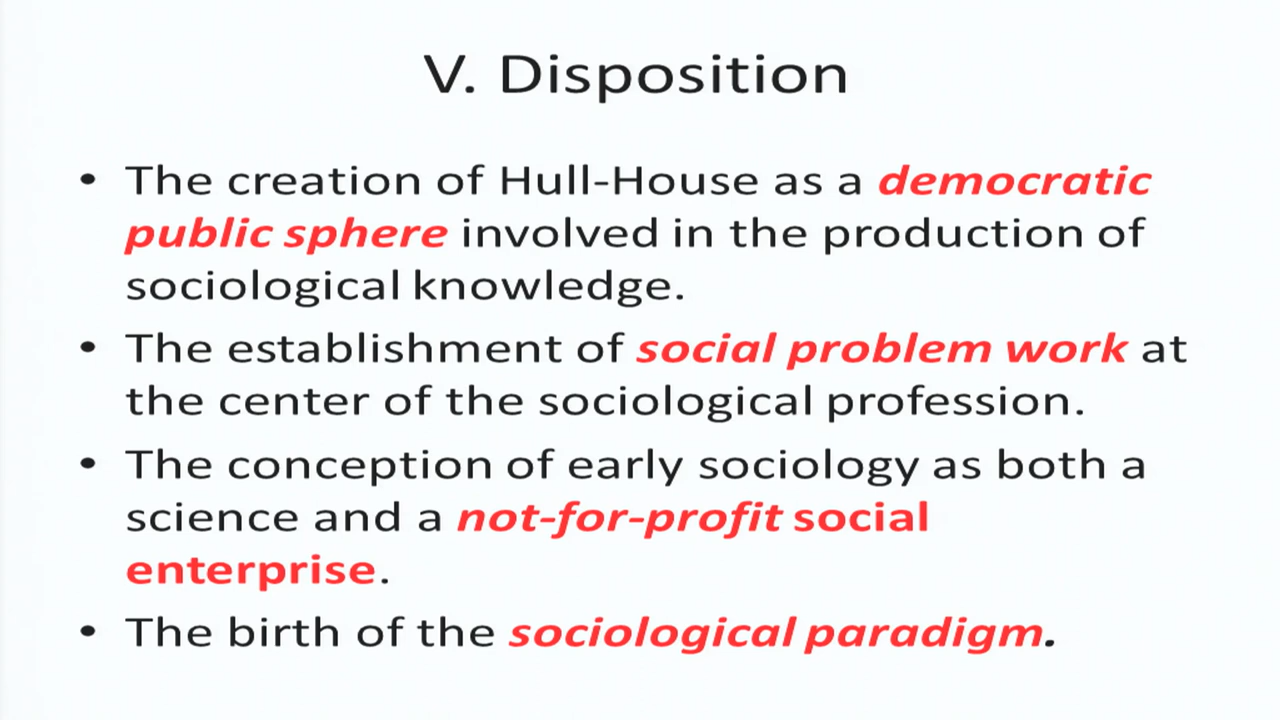 V. Disposition
• The creation of Hull-House as a democratic
public sphere involved in the production of
sociological knowledge.
• The establishment of social problem work at
the center of the sociological profession.
• The conception of early sociology as both a
science and a not-for-profit social
enterprise.
• The birth of the sociological paradigm.